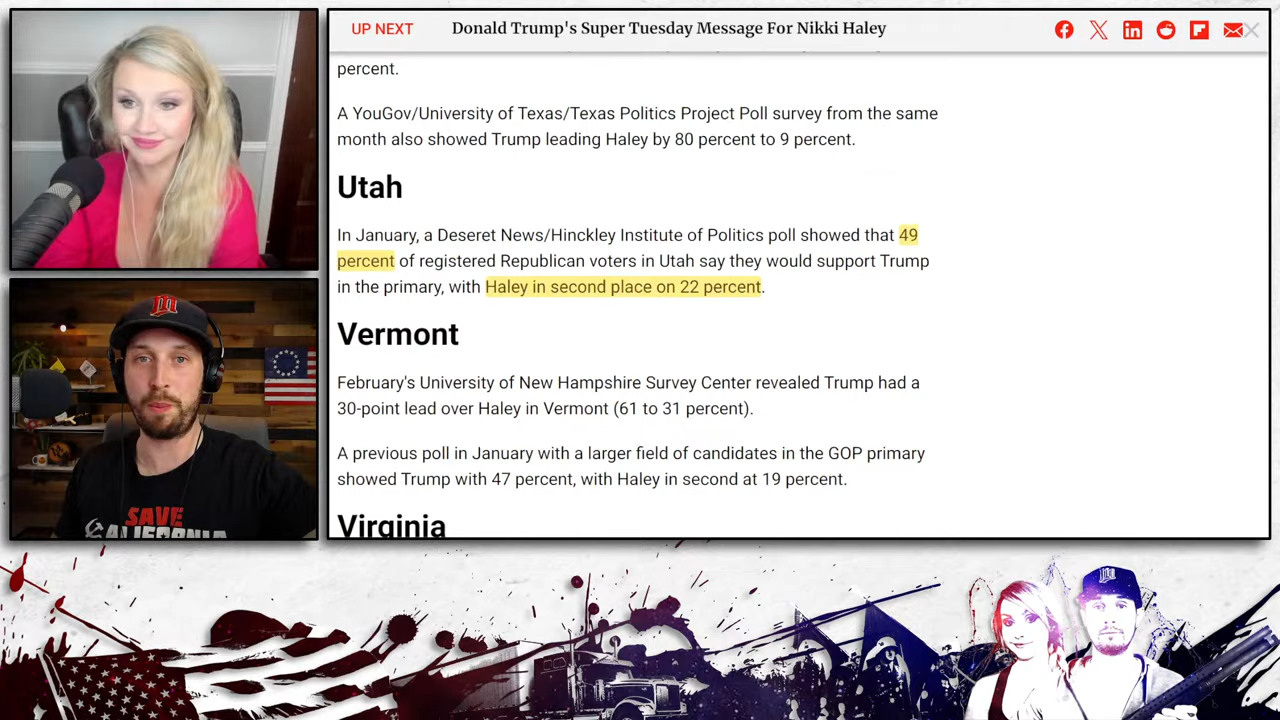 UP NEXT
Donald Trump's Super Tuesday Message For Nikki Haley
percent.
A YouGov/University of Texas/Texas Politics Project Poll survey from the same
month also showed Trump leading Haley by 80 percent to 9 percent.
Utah
In January, a Deseret News/Hinckley Institute of Politics poll showed that 49
percent of registered Republican voters in Utah say they would support Trump
in the primary, with Haley in second place on 22 percent.
Vermont
February's University of New Hampshire Survey Center revealed Trump had a
30-point lead over Haley in Vermont (61 to 31 percent).
A previous poll in January with a larger field of candidates in the GOP primary
showed Trump with 47 percent, with Haley in second at 19 percent.
Virginia
SAVE
CALIFORNIA